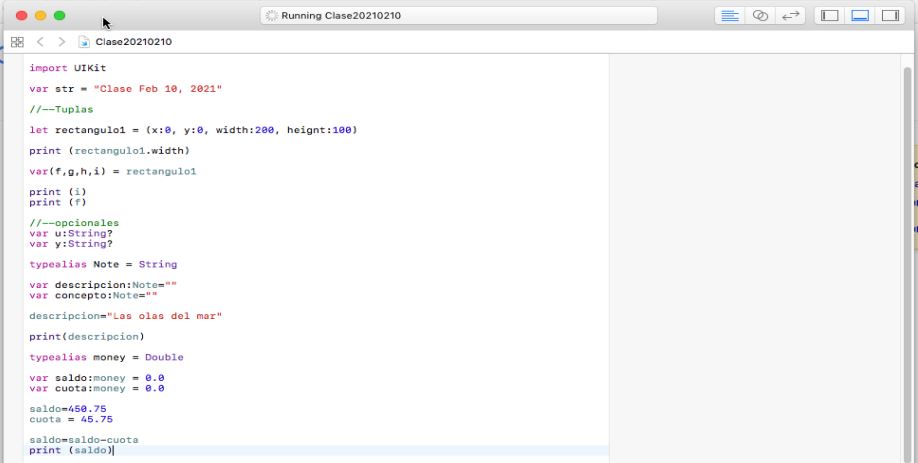 Running Clase20210210
Clase20210210
import UIKit
var str = "Clase Feb 10, 2021"
//--Tuplas
let rectangulo1 = (x:0, y:0, width:200, heignt:100)
print (rectangulo1.width)
var(f,g,h,i) = rectangulo1
print (i)
print (f)
//--opcionales
var u:String?
var y:String?
typealias Note = String
var descripcion:Note=""
var concepto:Note=""
descripcion="Las olas del mar"
print(descripcion)
typealias money = Double
var saldo:money = 0.0
var cuota:money = 0.0
saldo=450.75
cuota = 45.75
saldo=saldo-cuota
print (saldo)